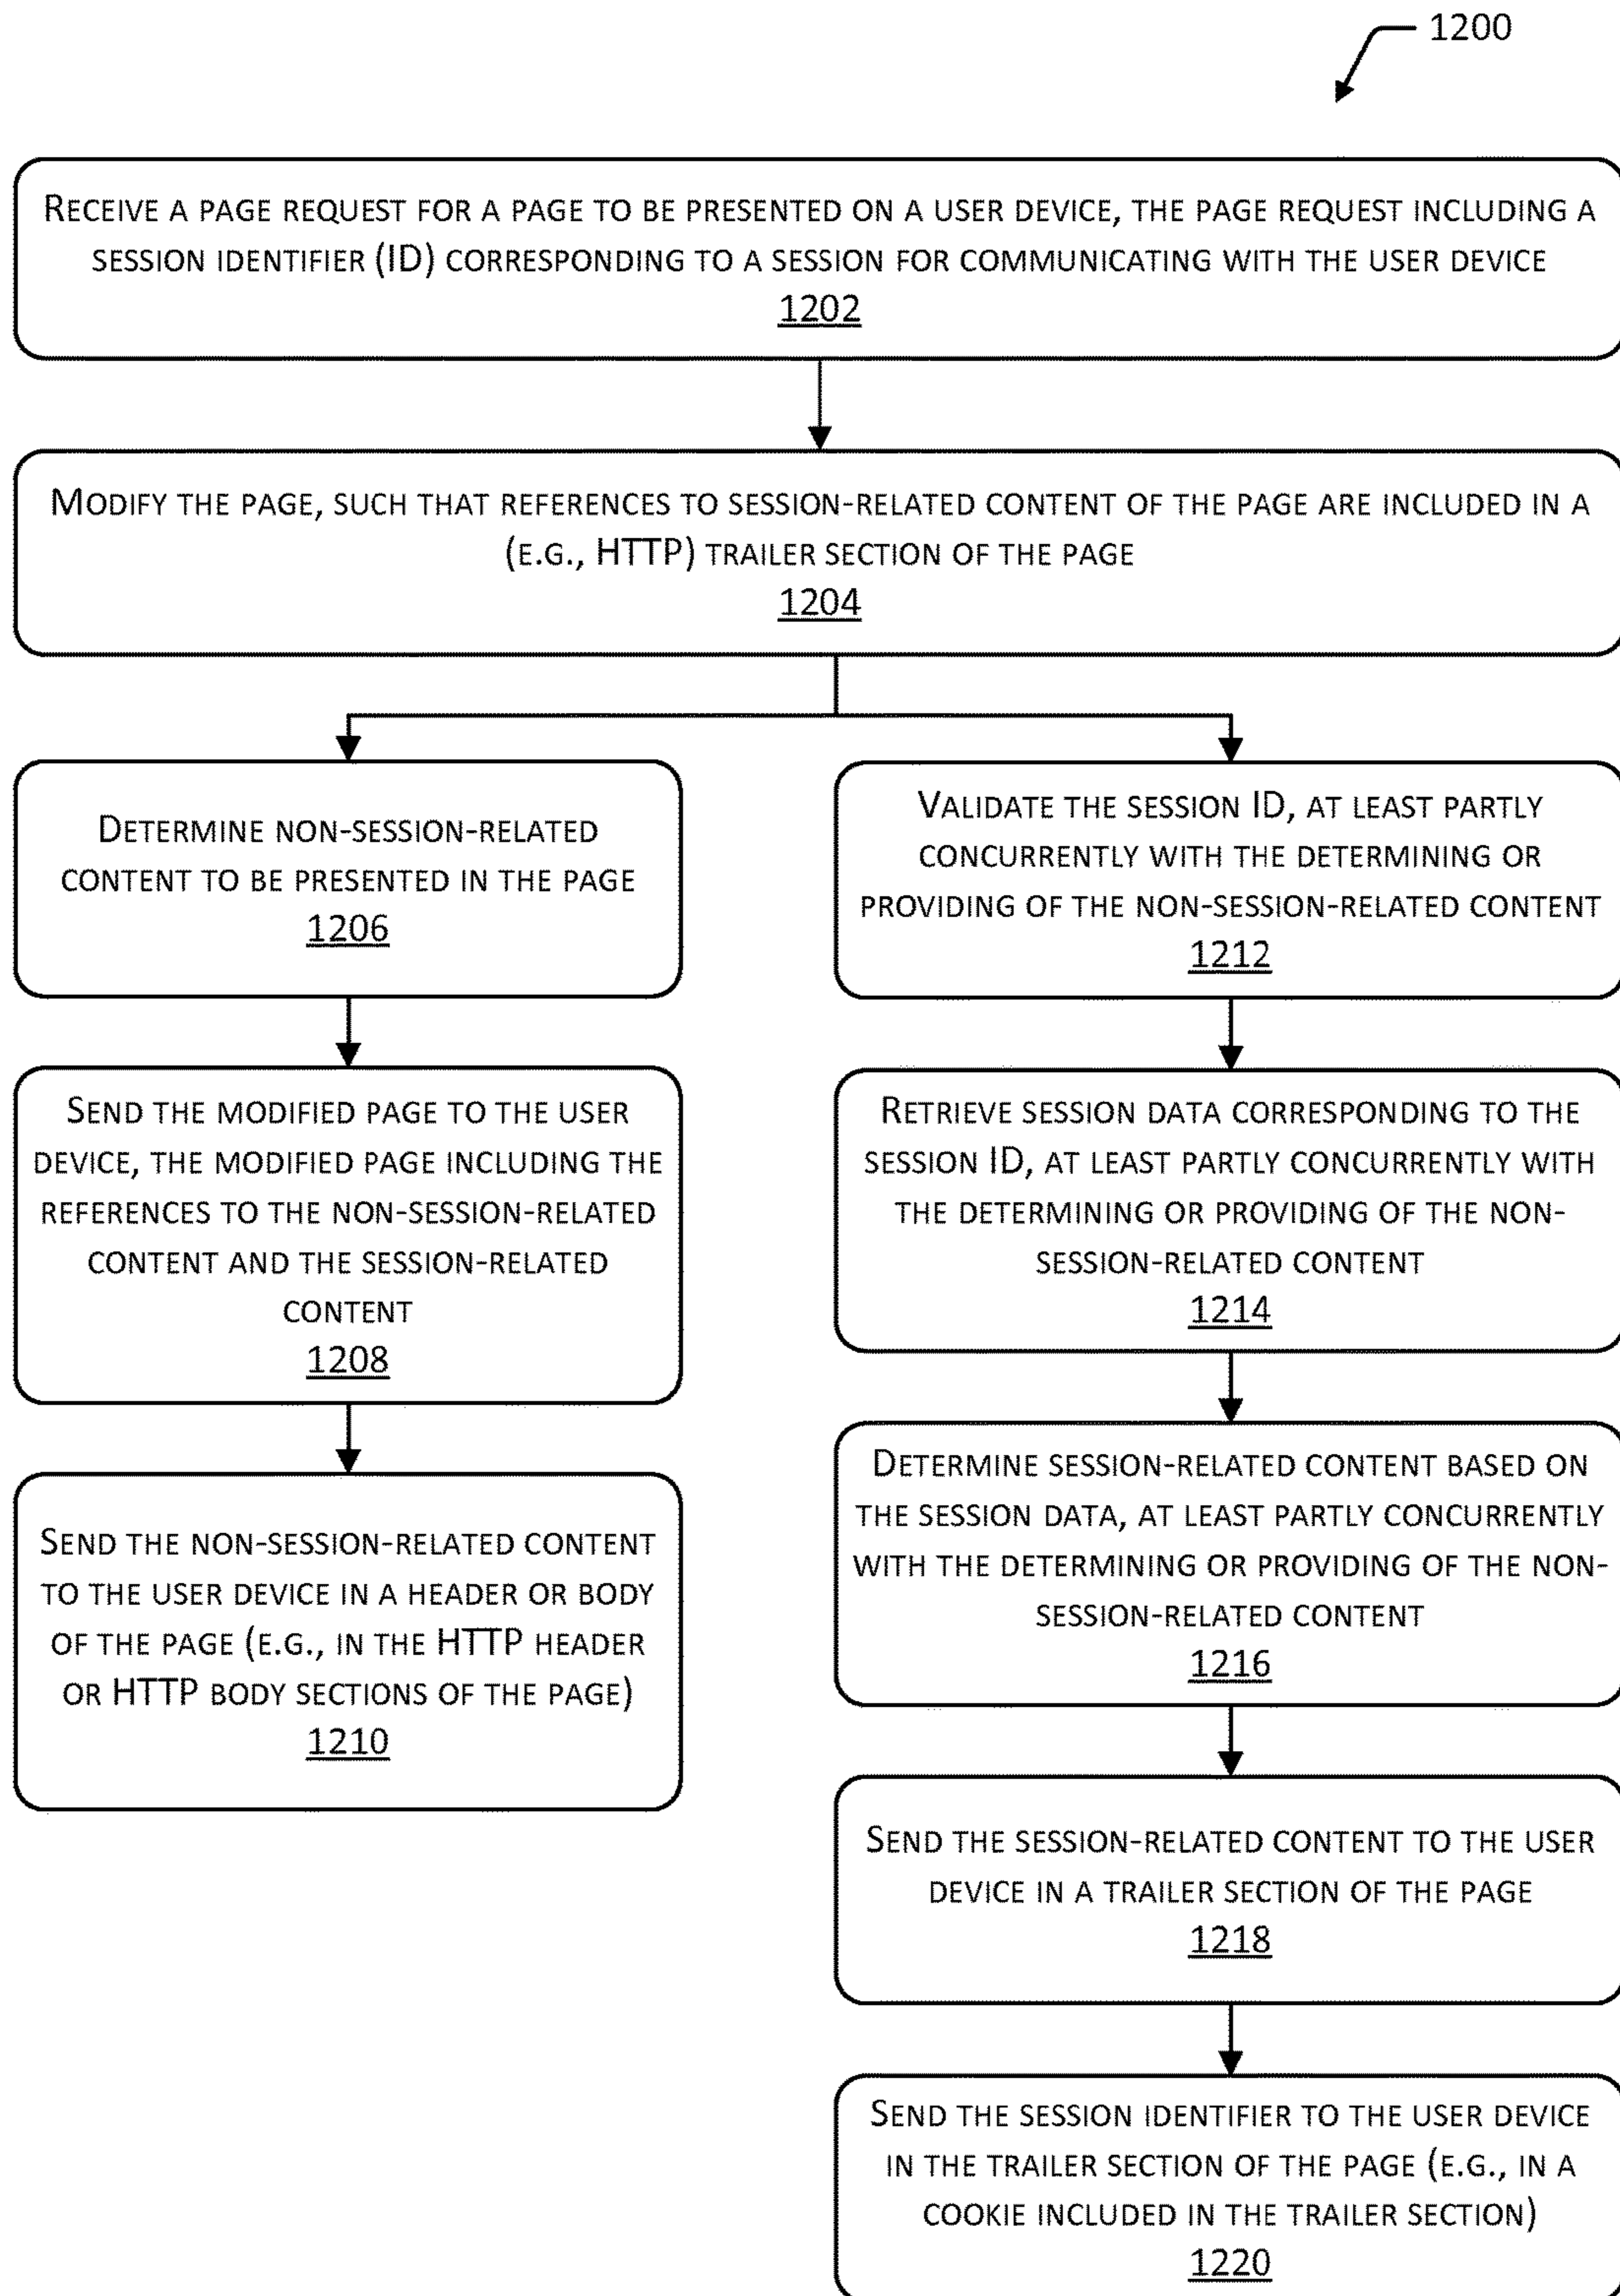 1200
RECEIVE A PAGE REQUEST FOR A PAGE TO BE PRESENTED ON A USER DEVICE, THE PAGE REQUEST INCLUDING A
SESSION IDENTIFIER (ID) CORRESPONDING TO A SESSION FOR COMMUNICATING WITH THE USER DEVICE
1202
MODIFY THE PAGE, SUCH THAT REFERENCES TO SESSION-RELATED CONTENT OF THE PAGE ARE INCLUDED IN A
(E.G., HTTP) TRAILER SECTION OF THE PAGE
1204
DETERMINE NON-SESSION-RELATED
CONTENT TO BE PRESENTED IN THE PAGE
1206
SEND THE MODIFIED PAGE TO THE USER
DEVICE, THE MODIFIED PAGE INCLUDING THE
REFERENCES TO THE NON-SESSION-RELATED
CONTENT AND THE SESSION-RELATED
CONTENT
1208
SEND THE NON-SESSION-RELATED CONTENT
TO THE USER DEVICE IN A HEADER OR BODY
OF THE PAGE (E.G., IN THE HTTP HEADER
OR HTTP BODY SECTIONS OF THE PAGE)
1210
VALIDATE THE SESSION ID, AT LEAST PARTLY
CONCURRENTLY WITH THE DETERMINING OR
PROVIDING OF THE NON-SESSION-RELATED CONTENT
1212
RETRIEVE SESSION DATA CORRESPONDING TO THE
SESSION ID, AT LEAST PARTLY CONCURRENTLY WITH
THE DETERMINING OR PROVIDING OF THE NON-
SESSION-RELATED CONTENT
1214
DETERMINE SESSION-RELATED CONTENT BASED ON
THE SESSION DATA, AT LEAST PARTLY CONCURRENTLY
WITH THE DETERMINING OR PROVIDING OF THE NON-
SESSION-RELATED CONTENT
1216
SEND THE SESSION-RELATED CONTENT TO THE USER
DEVICE IN A TRAILER SECTION OF THE PAGE
1218
SEND THE SESSION IDENTIFIER TO THE USER DEVICE
IN THE TRAILER SECTION OF THE PAGE (E.G., IN A
COOKIE INCLUDED IN THE TRAILER SECTION)
1220